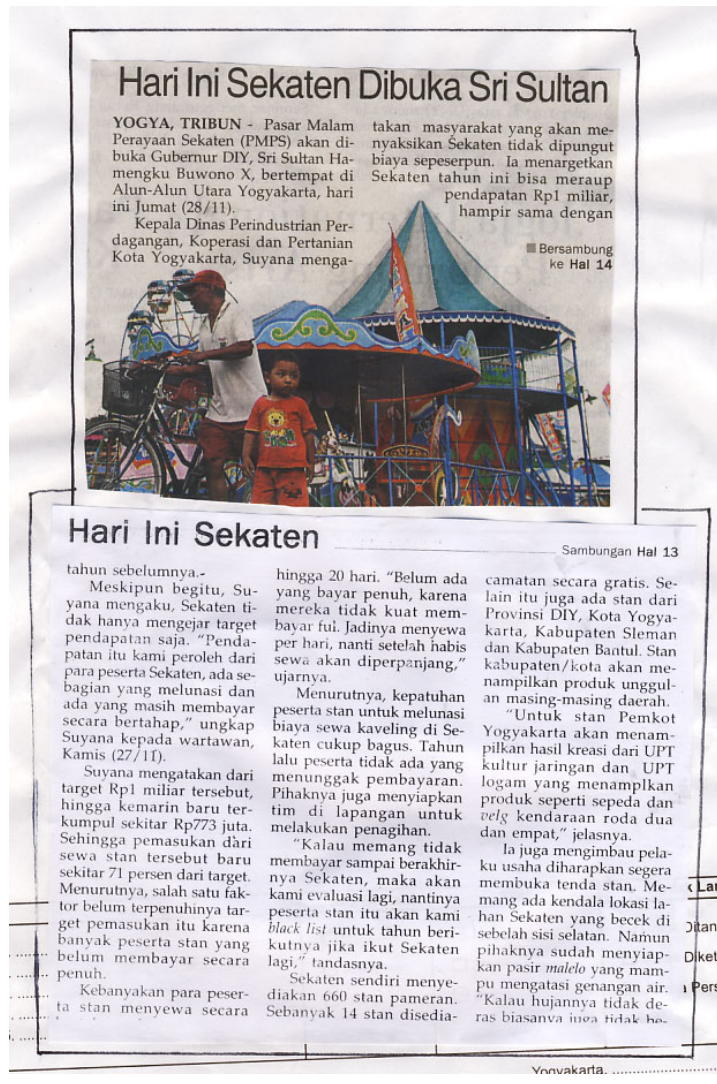 Hari Ini Sekaten Dibuka Sri Sultan
YOGYA, TRIBUN - Pasar Malam
Perayaan Sekaten (PMPS) akan di-
buka Gubernur DIY, Sri Sultan Ha-
mengku Buwono X, bertempat di
Alun-Alun Utara Yogyakarta, hari
ini Jumat (28/11).
Kepala Dinas Perindustrian Per-
dagangan, Koperasi dan Pertanian
Kota Yogyakarta, Suyana menga-
takan masyarakat yang akan me-
nyaksikan Sekaten tidak dipungut
biaya sepeserpun. Ia menargetkan
Sekaten tahun ini bisa meraup
pendapatan Rp1 miliar,
hampir sama dengan
Bersambung
ke Hal 14
Hari Ini Sekaten
Sambungan Hal 13
tahun sebelumnya.-
Meskipun begitu, Su-
yana mengaku, Sekaten ti-
dak hanya mengejar target
pendapatan saja. “Penda-
patan itu kami peroleh dari
para peserta Sekaten, ada se-
bagian yang melunasi dan
ada yang masih membayar
secara bertahap,” ungkap
Suyana kepada wartawan,
Kamis (27/11).
Suyana mengatakan dari
target Rp1 miliar tersebut,
hingga kemarin baru ter-
kumpul sekitar Rp773 juta.
Sehingga pemasukan dari
sewa stan tersebut baru
sekitar 71 persen dari target.
Menurutnya, salah satu fak-
tor belum terpenuhinya tar-
get pemasukan itu karena
banyak peserta stan yang
belum membayar secara
penuh.
Kebanyakan para peser-
ta stan menyewa secara
hingga 20 hari. “Belum ada
yang bayar penuh, karena
mereka tidak kuat mem-
bayar ful. Jadinya menyewa
per hari, nanti setelah habis
sewa akan diperpanjang,”
ujarnya.
Menurutnya, kepatuhan
peserta stan untuk melunasi
biaya sewa kaveling di Se-
katen cukup bagus. Tahun
lalu peserta tidak ada yang
menunggak pembayaran.
Pihaknya juga menyiapkan
tim di lapangan untuk
melakukan penagihan.
“Kalau memang tidak
membayar sampai berakhir-
nya Sekaten, maka akan
kami evaluasi lagi, nantinya
peserta stan itu akan kami
black list untuk tahun beri-
kutnya jika ikut Sekaten
lagi,” tandasnya.
Sekaten sendiri menye-
diakan 660 stan pameran.
Sebanyak 14 stan disedia-
camatan secara gratis. Se-
lain itu juga ada stan dari
Provinsi DIY, Kota Yogya-
karta, Kabupaten Sleman
dan Kabupaten Bantul. Stan
kabupaten/kota akan me-
nampilkan produk unggul-
an masing-masing daerah.
“Untuk stan Pemkot
Yogyakarta akan menam-
pilkan hasil kreasi dari UPT
kultur jaringan dan UPT
logam yang menamplkan
produk seperti sepeda dan
velg kendaraan roda dua
dan empat,” jelasnya.
Ia juga mengimbau pela-
ku usaha diharapkan segera
membuka tenda stan. Me-
mang ada kendala lokasi la-
han Sekaten yang becek di
sebelah sisi selatan. Namun
pihaknya sudah menyiap-
kan pasir malelo yang mam-
pu mengatasi genangan air.
“Kalau hujannya tidak de-
ras biasanya juga tidak be-
Yogyakarta,